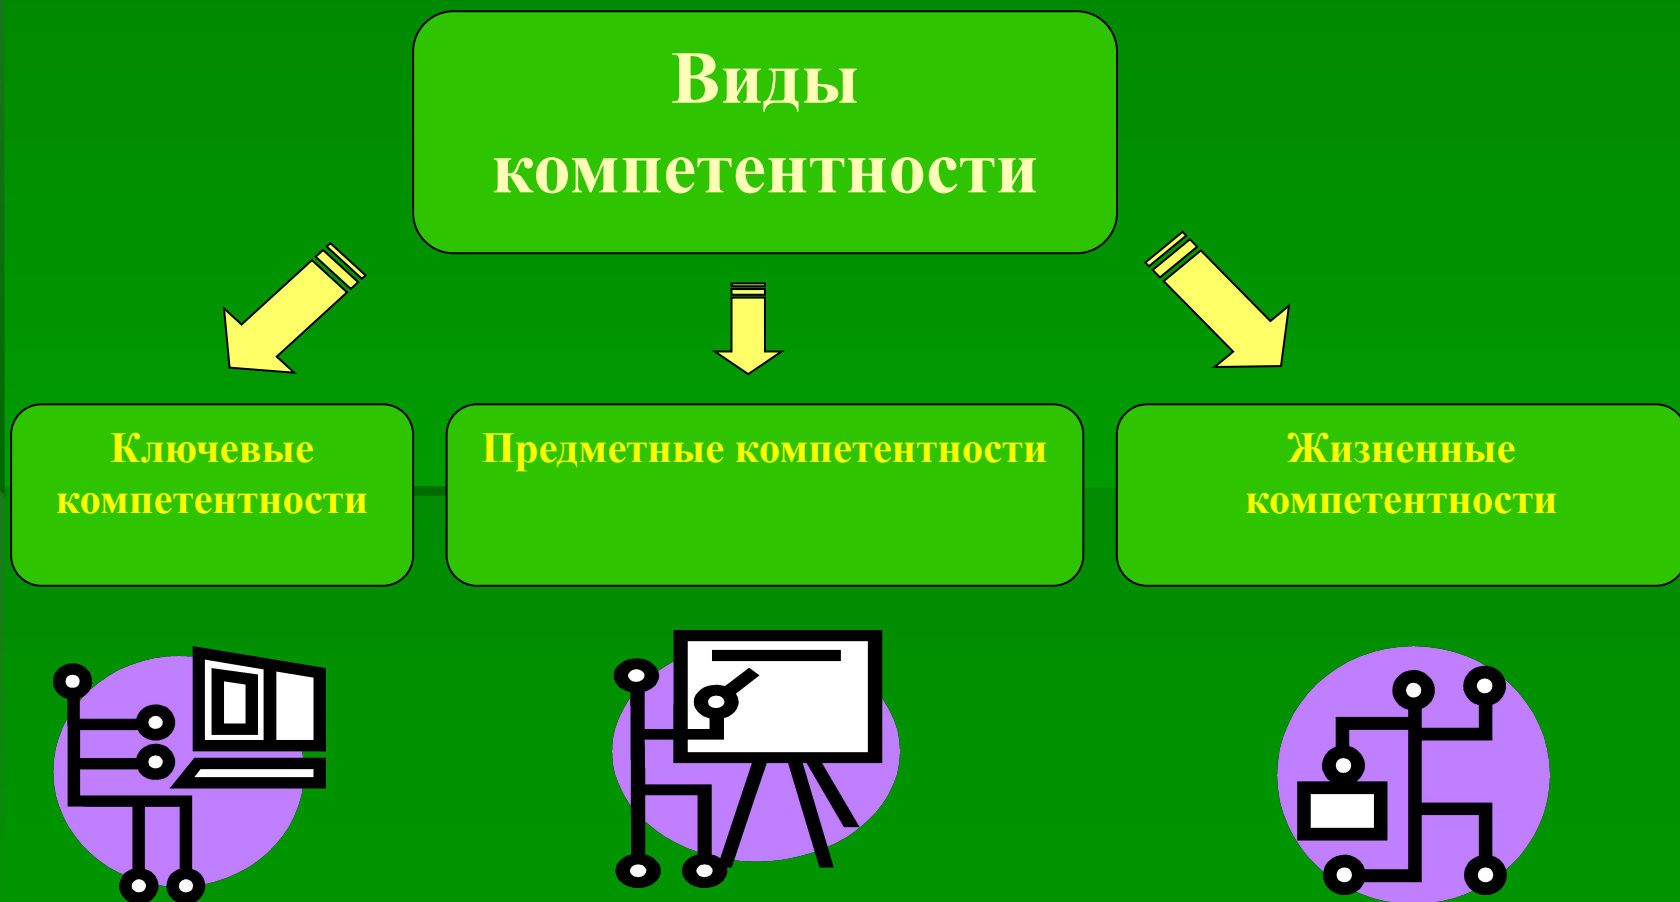 Виды
компетентности
Ключевые
компетентности
Предметные компетентности
Жизненные
компетентности